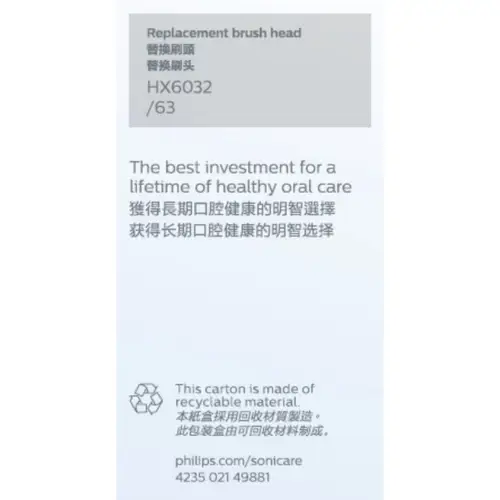 Replacement brush head
替換刷頭
替换刷头
HX6032
/63
The best investment for a
lifetime of healthy oral care
獲得長期口腔健康的明智選擇
获得长期口腔健康的明智选择
This carton is made of
recyclable material.
本紙盒採用回收材質製造。
此包装盒由可回收材料制成。
philips.com/sonicare
4235 021 49881